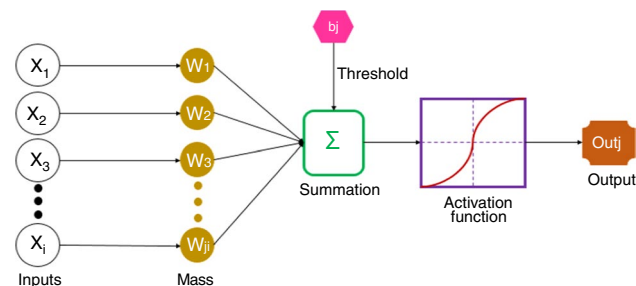 bj
Threshold
X1
W1
X2
W2
X3
W3
Xi
Wji
Σ
Summation
Activation
function
Outj
Output
Inputs
Mass